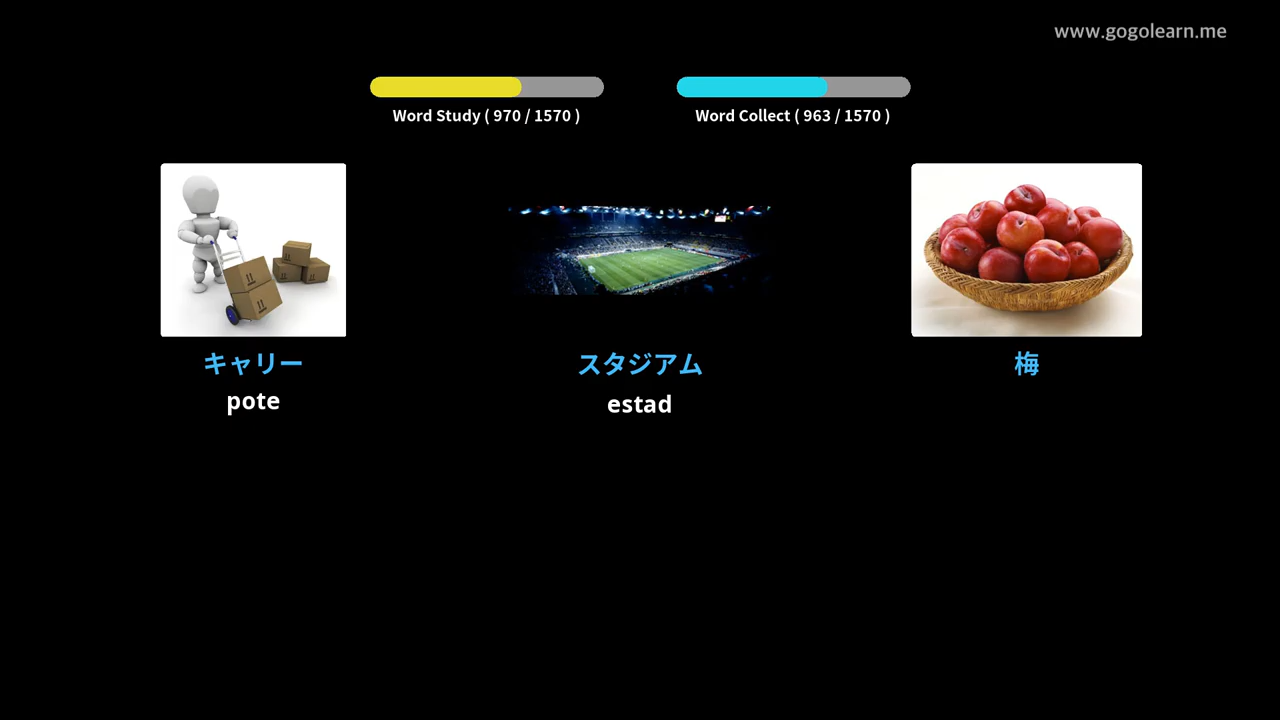 www.gogolearn.me
Word Study ( 970 / 1570 )
Word Collect ( 963 / 1570 )
キャリー
スタジアム
梅
pote
estad